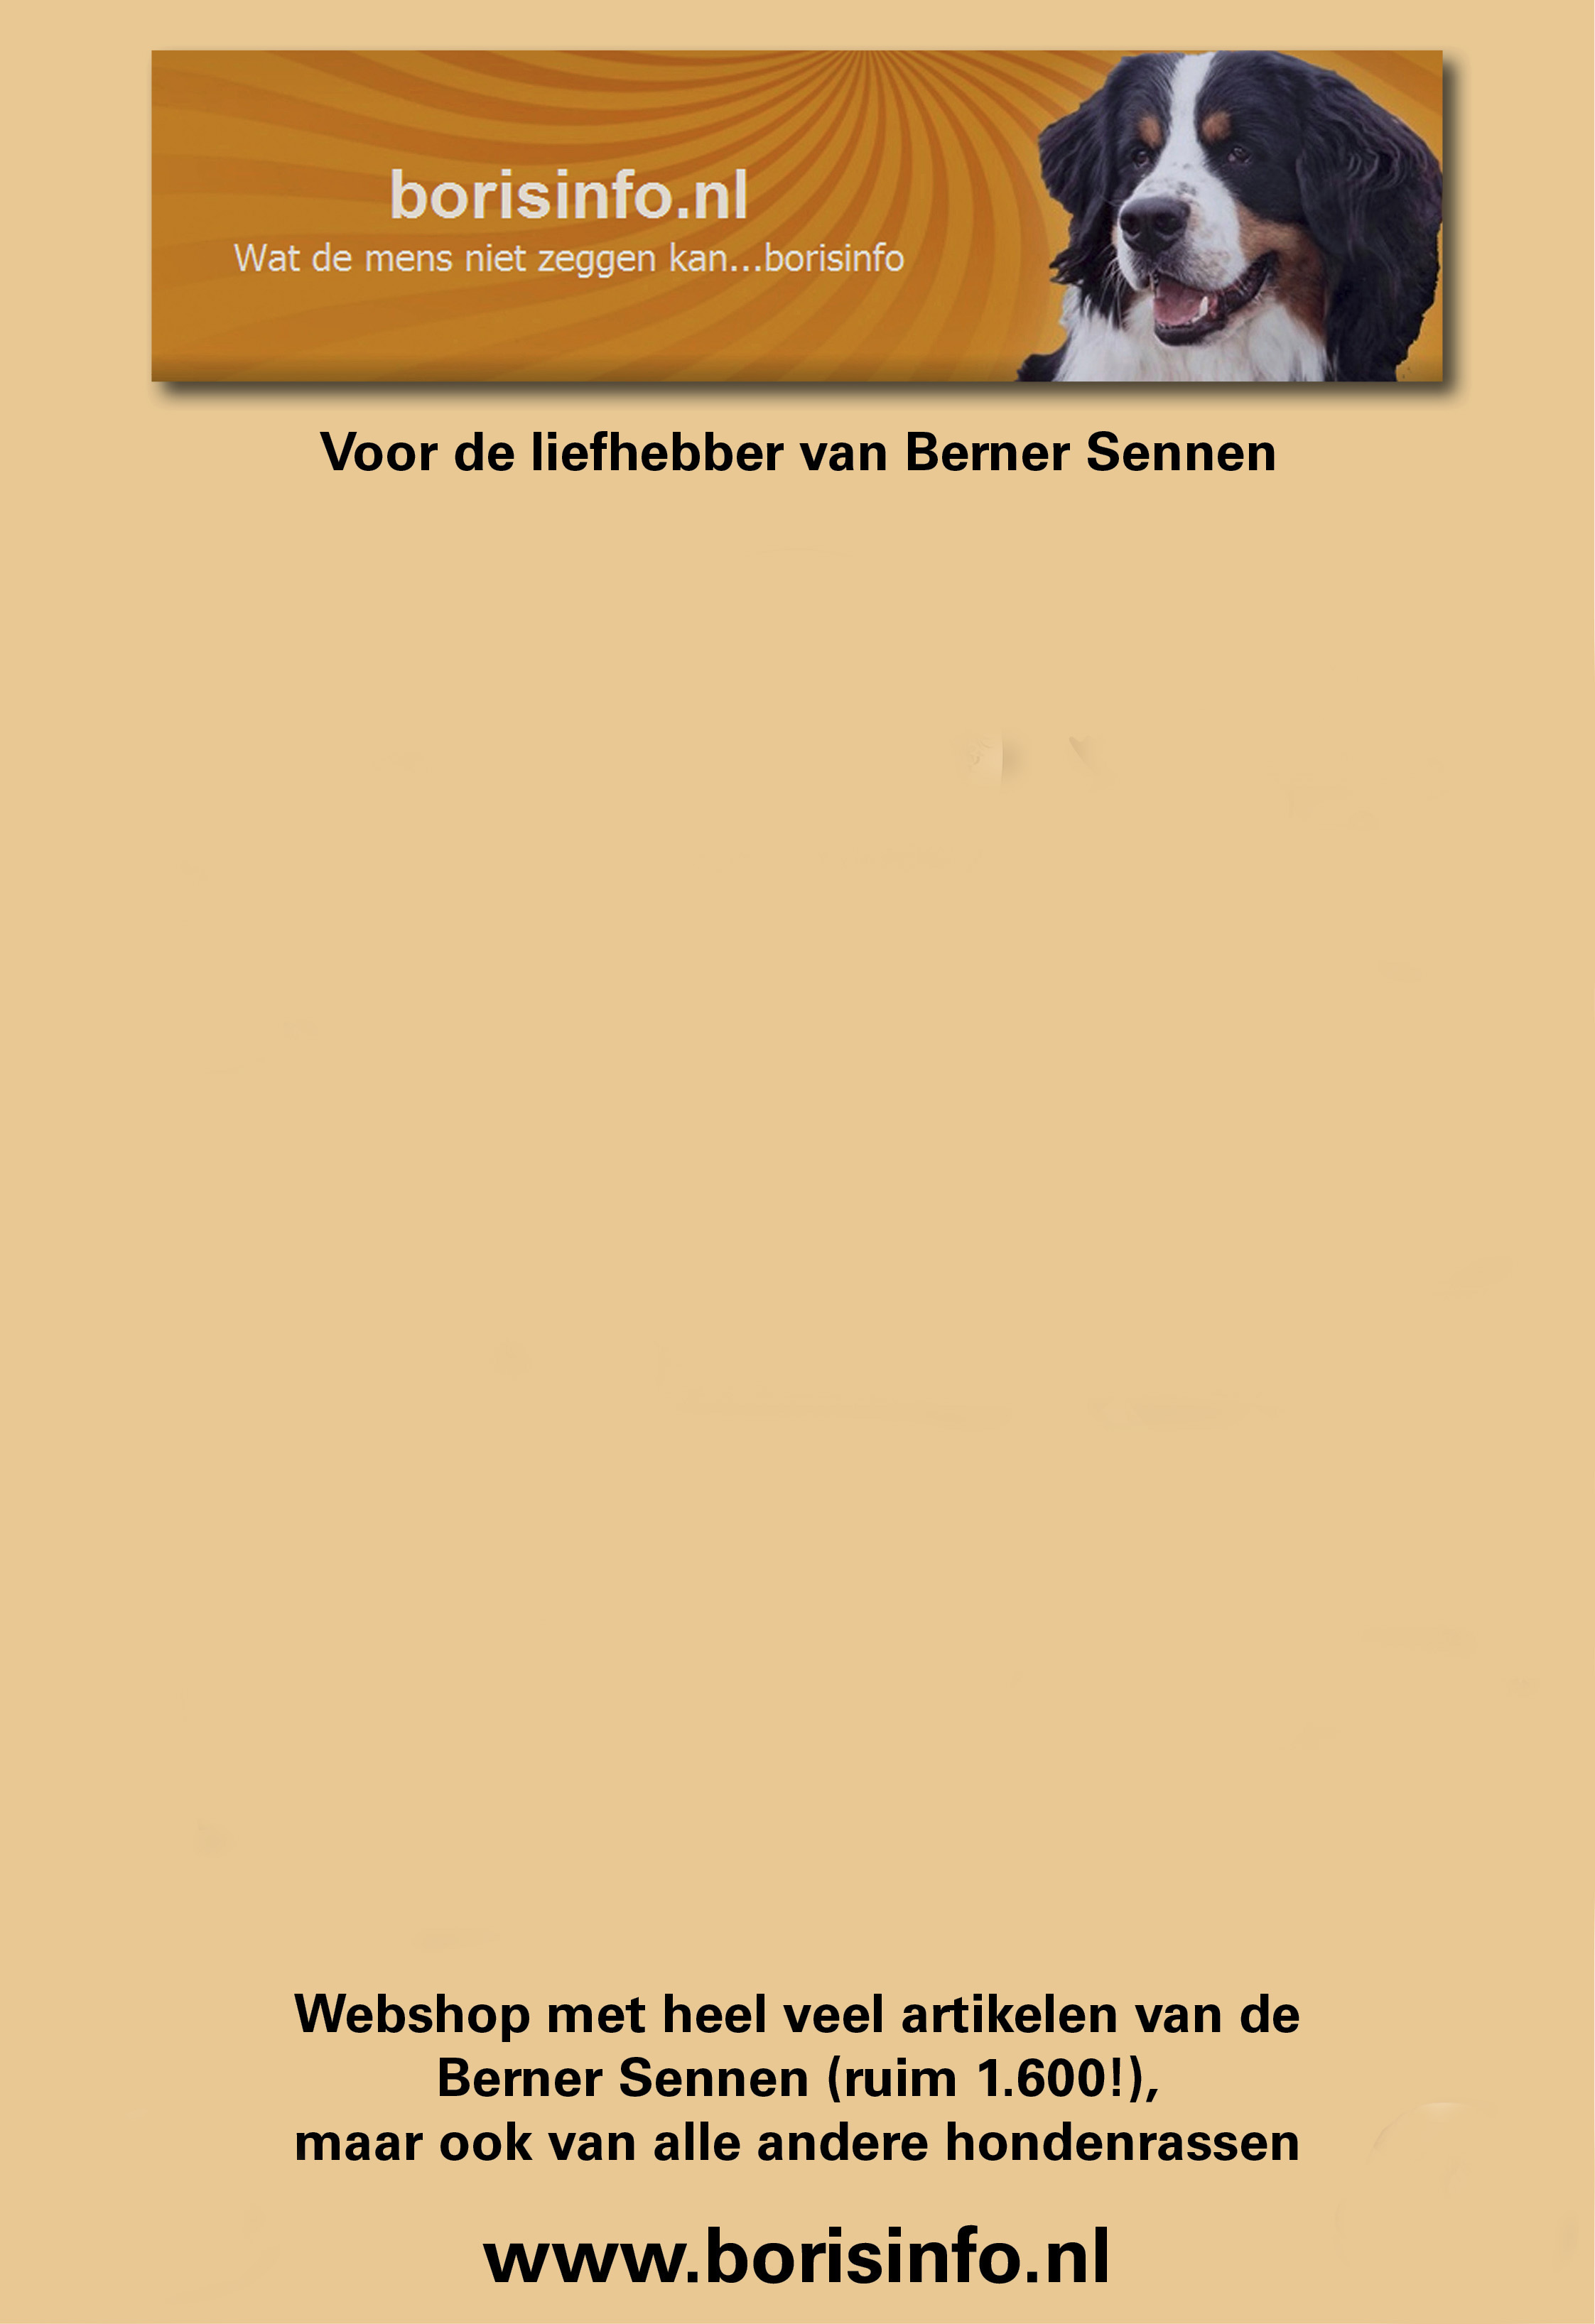 borisinfo.nl
Wat de mens niet zeggen kan...borisinfo
Voor de liefhebber van Berner Sennen
Webshop met heel veel artikelen van de
Berner Sennen (ruim 1.600!),
maar ook van alle andere hondenrassen
www.borisinfo.nl